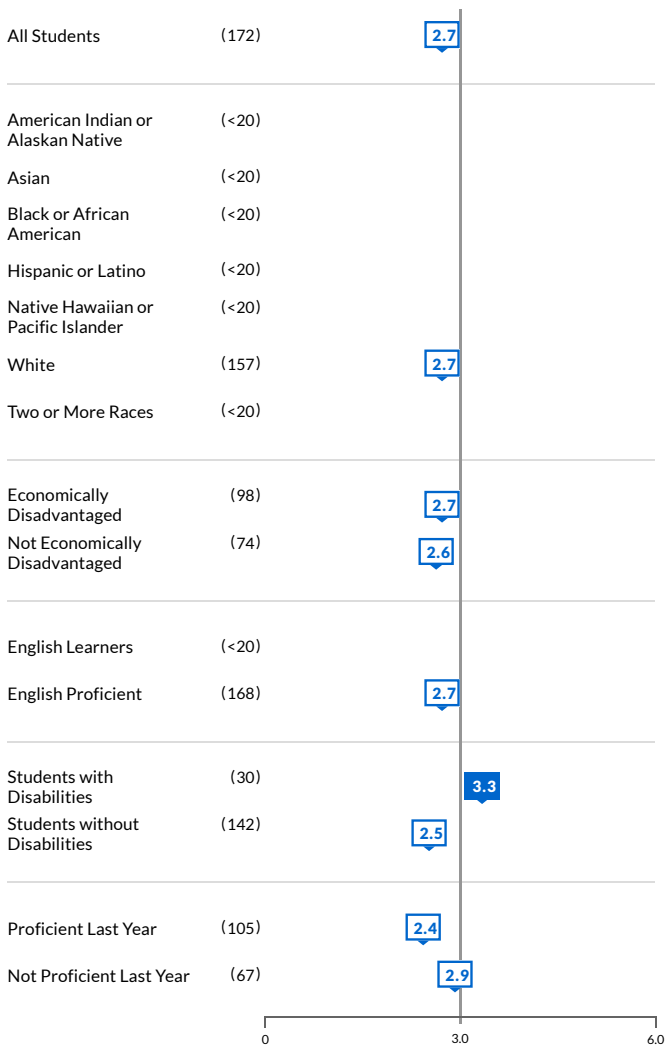 All Students (172) 2.7
American Indian or (<20)
Alaskan Native
Asian (<20)
Black or African (<20)
American
Hispanic or Latino (<20)
Native Hawaiian or (<20)
Pacific Islander
White (157) 2.7
Two or More Races (<20)
Economically (98) 2.7
Disadvantaged
Not Economically (74) 2.6
Disadvantaged
English Learners (<20)
English Proficient (168) 2.7
Students with (30) 3.3
Disabilities
Students without (142) 2.5
Disabilities
Proficient Last Year (105) 2.4
Not Proficient Last Year (67) 2.9
0 3.0 6.0